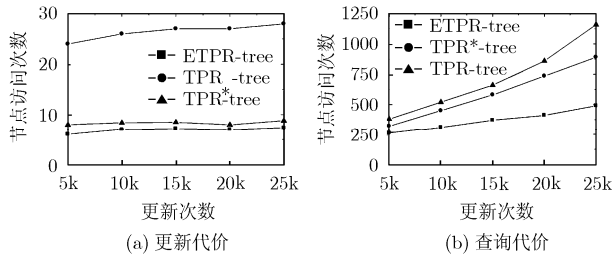 30
20
10
0
节点访问次数
ETPR-tree
TPR -tree
TPR*-tree
5k 10k 15k 20k 25k
更新次数
(a) 更新代价
1250
1000
750
500
250
0
节点访问次数
ETPR-tree
TPR*-tree
TPR-tree
5k 10k 15k 20k 25k
更新次数
(b) 查询代价